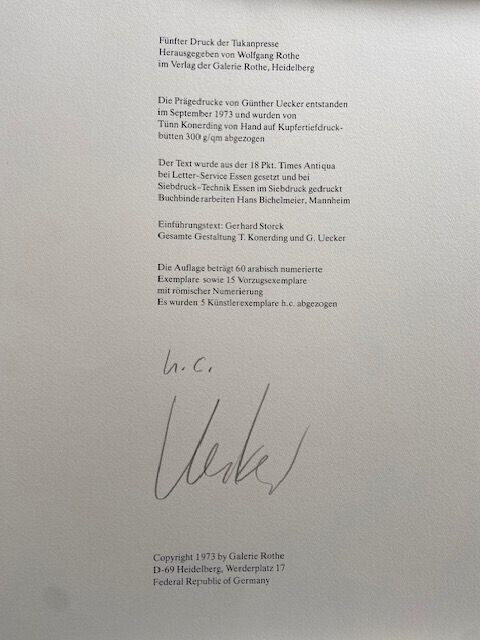 Fünfter Druck der Tukanpresse
Herausgegeben von Wolfgang Rothe
im Verlag der Galerie Rothe, Heidelberg
Die Prägedrucke von Günther Uecker entstanden
im September 1973 und wurden von
Tünn Konerding von Hand auf Kupfertiefdruck-
bütten 300 g/qm abgezogen
Der Text wurde aus der 18 Pkt. Times Antiqua
bei Letter-Service Essen gesetzt und bei
Siebdruck-Technik Essen im Siebdruck gedruckt
Buchbinderarbeiten Hans Bichelmeier, Mannheim
Einführungstext: Gerhard Storck
Gesamte Gestaltung T. Konerding und G. Uecker
Die Auflage beträgt 60 arabisch numerierte
Exemplare sowie 15 Vorzugsexemplare
mit römischer Numerierung
Es wurden 5 Künstlerexemplare h.c. abgezogen
h.c.
Uecker
Copyright 1973 by Galerie Rothe
D-69 Heidelberg, Werderplatz 17
Federal Republic of Germany